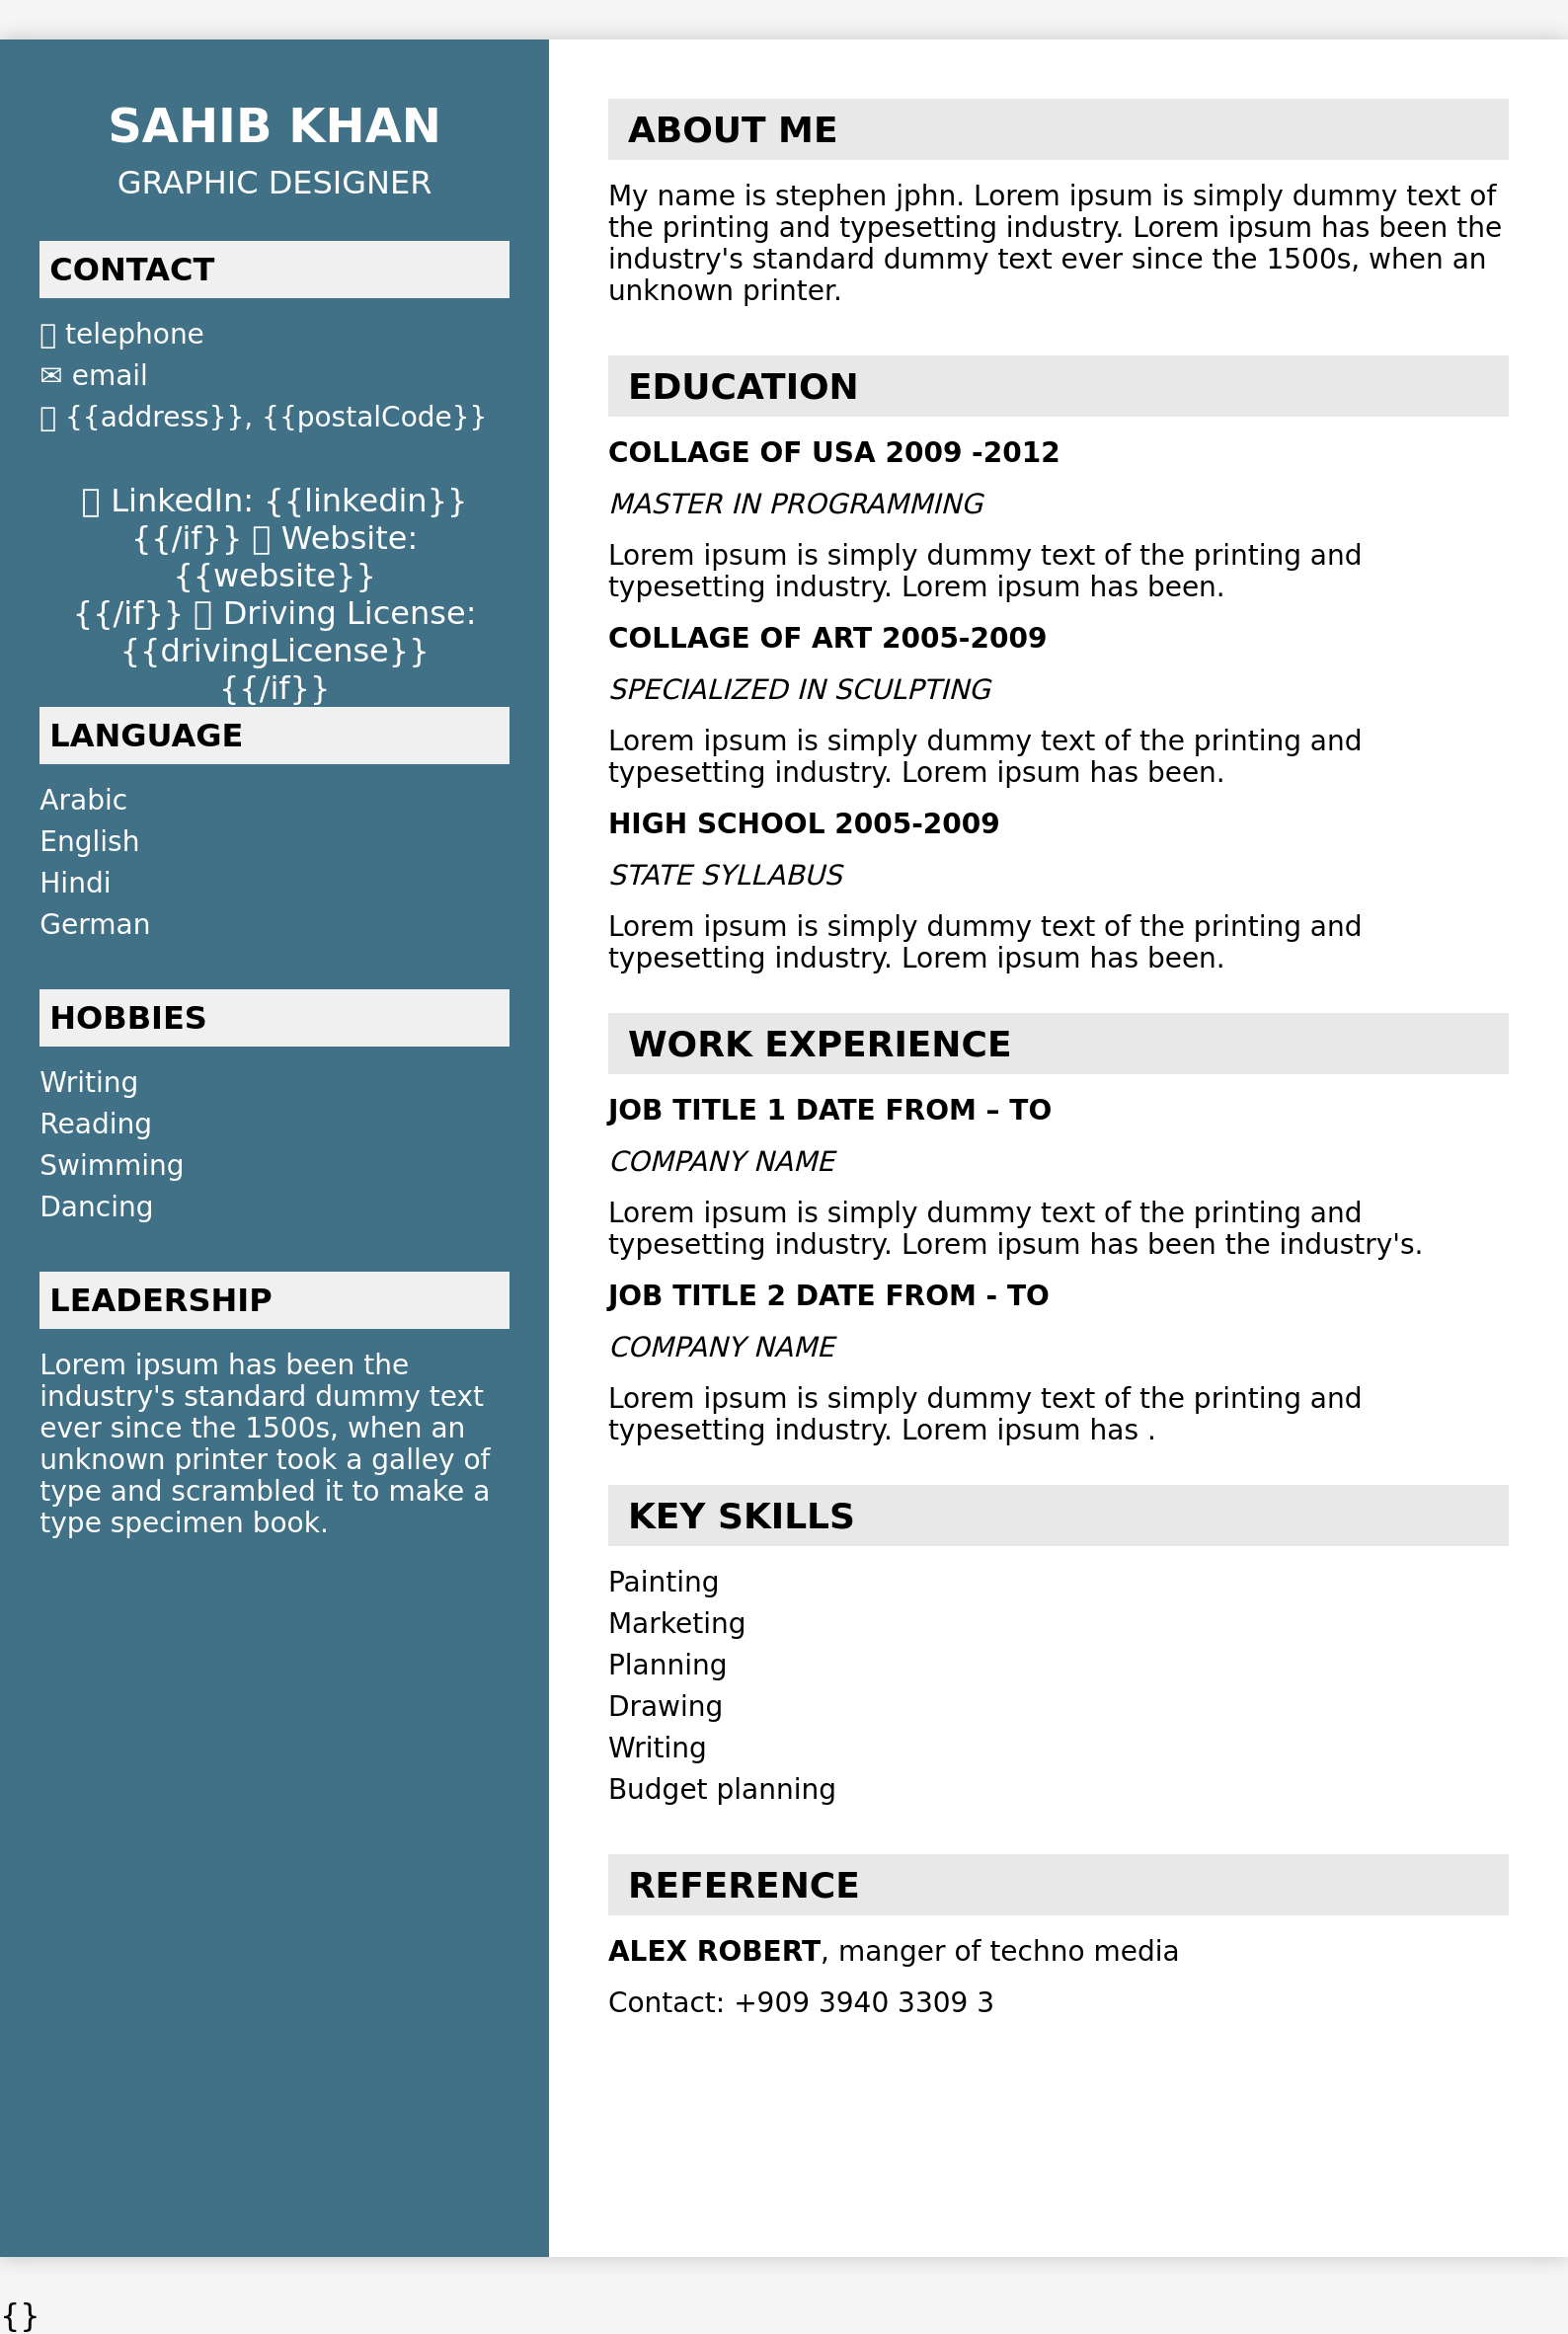 SAHIB KHAN
GRAPHIC DESIGNER
CONTACT
telephone
✉ email
{{address}}, {{postalCode}}
LinkedIn: {{linkedin}}
{{/if}} Website:
{{website}}
{{/if}} Driving License:
{{drivingLicense}}
{{/if}}
LANGUAGE
Arabic
English
Hindi
German
HOBBIES
Writing
Reading
Swimming
Dancing
LEADERSHIP
Lorem ipsum has been the
industry's standard dummy text
ever since the 1500s, when an
unknown printer took a galley of
type and scrambled it to make a
type specimen book.
ABOUT ME
My name is stephen jphn. Lorem ipsum is simply dummy text of
the printing and typesetting industry. Lorem ipsum has been the
industry's standard dummy text ever since the 1500s, when an
unknown printer.
EDUCATION
COLLAGE OF USA 2009 -2012
MASTER IN PROGRAMMING
Lorem ipsum is simply dummy text of the printing and
typesetting industry. Lorem ipsum has been.
COLLAGE OF ART 2005-2009
SPECIALIZED IN SCULPTING
Lorem ipsum is simply dummy text of the printing and
typesetting industry. Lorem ipsum has been.
HIGH SCHOOL 2005-2009
STATE SYLLABUS
Lorem ipsum is simply dummy text of the printing and
typesetting industry. Lorem ipsum has been.
WORK EXPERIENCE
JOB TITLE 1 DATE FROM – TO
COMPANY NAME
Lorem ipsum is simply dummy text of the printing and
typesetting industry. Lorem ipsum has been the industry's.
JOB TITLE 2 DATE FROM - TO
COMPANY NAME
Lorem ipsum is simply dummy text of the printing and
typesetting industry. Lorem ipsum has .
KEY SKILLS
Painting
Marketing
Planning
Drawing
Writing
Budget planning
REFERENCE
ALEX ROBERT, manger of techno media
Contact: +909 3940 3309 3
{}